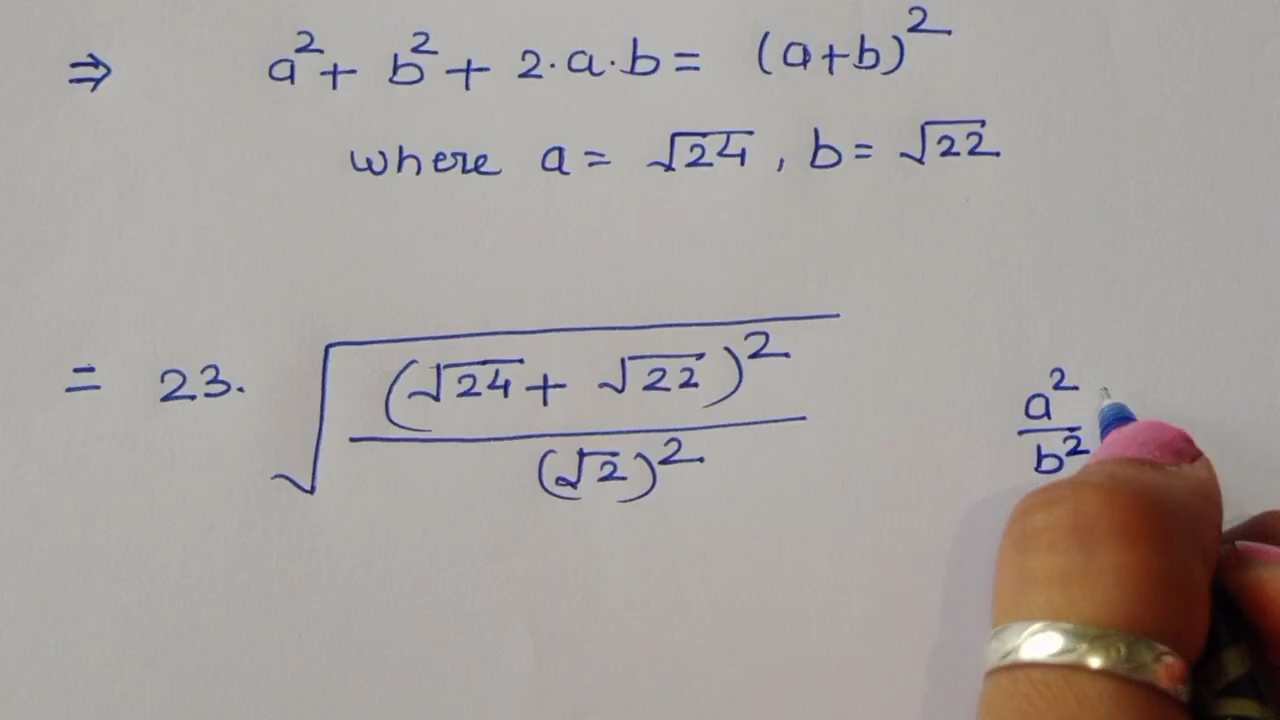 ⇒ a² + b² + 2·a·b = (a+b)²
where a = √24, b = √22
= 23. √((√24 + √22)² / (√2)²)
a²/b²